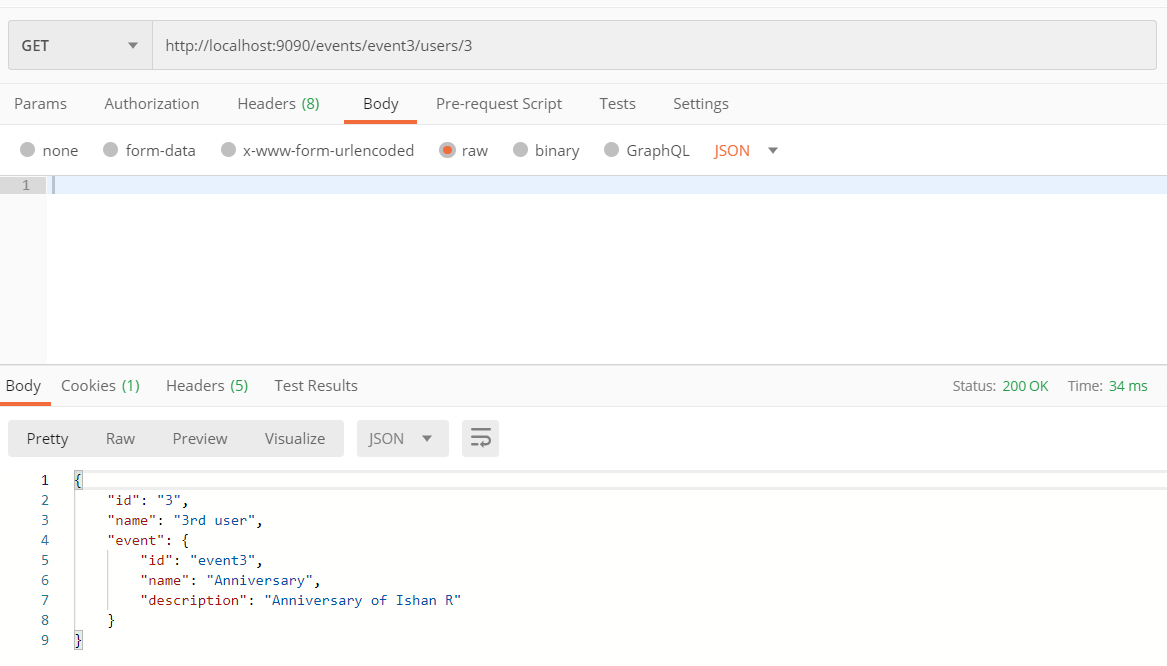 GET http://localhost:9090/events/event3/users/3
Params Authorization Headers (8) Body Pre-request Script Tests Settings
none form-data x-www-form-urlencoded raw binary GraphQL JSON
1
Body Cookies (1) Headers (5) Test Results Status: 200 OK Time: 34 ms
Pretty Raw Preview Visualize JSON
1 {
2 "id": "3",
3 "name": "3rd user",
4 "event": {
5 "id": "event3",
6 "name": "Anniversary",
7 "description": "Anniversary of Ishan R"
8 }
9 }